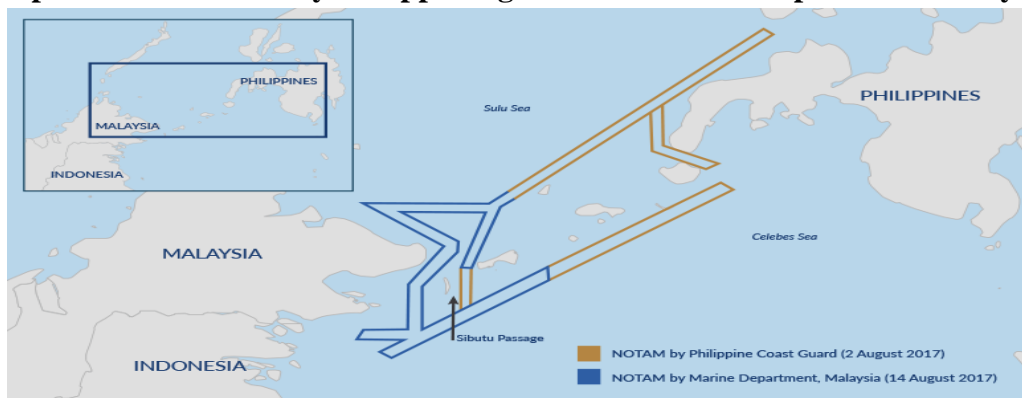 PHILIPPINES
MALAYSIA
INDONESIA
Sulu Sea
PHILIPPINES
MALAYSIA
Celebes Sea
Sibutu Passage
INDONESIA
NOTAM by Philippine Coast Guard (2 August 2017)
NOTAM by Marine Department, Malaysia (14 August 2017)